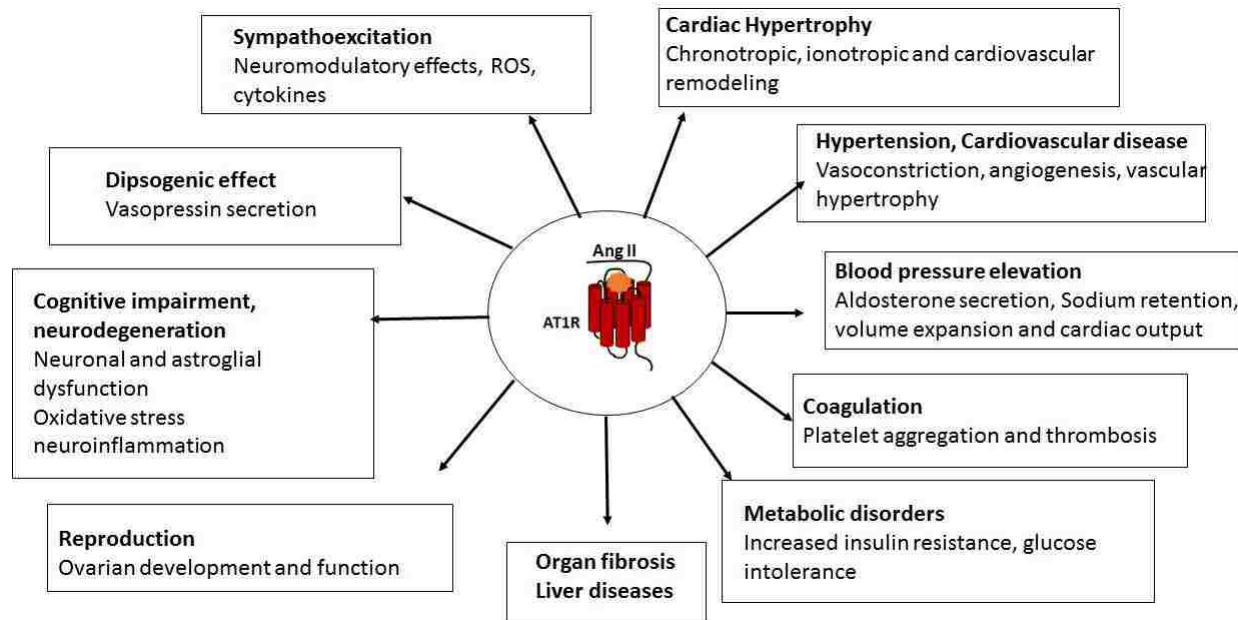 Sympathoexcitation
Neuromodulatory effects, ROS,
cytokines
Cardiac Hypertrophy
Chronotropic, ionotropic and cardiovascular
remodeling
Hypertension, Cardiovascular disease
Vasoconstriction, angiogenesis, vascular
hypertrophy
Dipsogenic effect
Vasopressin secretion
Ang II
AT1R
Blood pressure elevation
Aldosterone secretion, Sodium retention,
volume expansion and cardiac output
Cognitive impairment,
neurodegeneration
Neuronal and astroglial
dysfunction
Oxidative stress
neuroinflammation
Coagulation
Platelet aggregation and thrombosis
Metabolic disorders
Increased insulin resistance, glucose
intolerance
Reproduction
Ovarian development and function
Organ fibrosis
Liver diseases